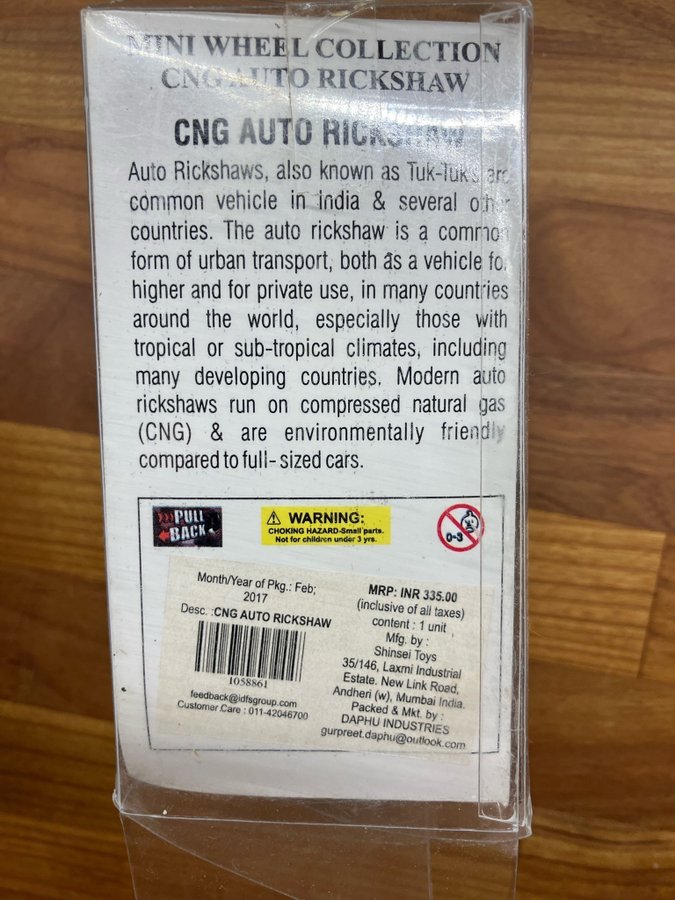 MINI WHEEL COLLECTION
CNG AUTO RICKSHAW
CNG AUTO RICKSHAW
Auto Rickshaws, also known as Tuk-Tuks are
common vehicle in India & several other
countries. The auto rickshaw is a common
form of urban transport, both as a vehicle for
higher and for private use, in many countries
around the world, especially those with
tropical or sub-tropical climates, including
many developing countries. Modern auto
rickshaws run on compressed natural gas
(CNG) & are environmentally friendly
compared to full- sized cars.
PULL
BACK
⚠ WARNING:
CHOKING HAZARD-Small parts.
Not for children under 3 yrs.
0-3
Month/Year of Pkg.: Feb;
2017
Desc. :CNG AUTO RICKSHAW
1058861
feedback@idfsgroup.com
Customer Care : 011-42046700
MRP: INR 335.00
(inclusive of all taxes)
content : 1 unit
Mfg. by :
Shinsei Toys
35/146, Laxmi Industrial
Estate. New Link Road,
Andheri (w), Mumbai India.
Packed & Mkt. by :
DAPHU INDUSTRIES
gurpreet.daphu@outlook.com